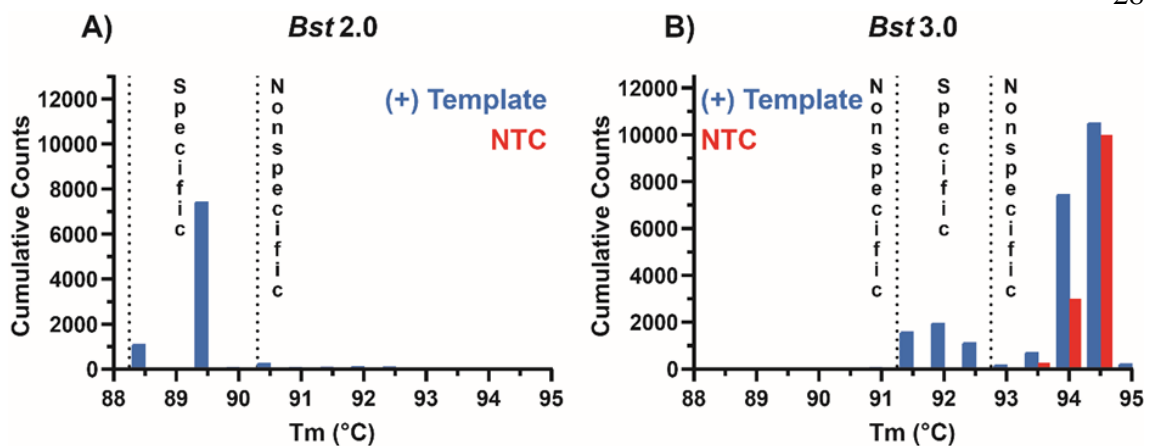 A)
Bst 2.0
Cumulative Counts
12000
10000
8000
6000
4000
2000
0
Specific
Nonspecific
(+) Template
NTC
88
89
90
91
92
93
94
95
Tm (°C)
B)
Bst 3.0
Cumulative Counts
12000
10000
8000
6000
4000
2000
0
(+) Template
NTC
Nonspecific
Specific
Nonspecific
88
89
90
91
92
93
94
95
Tm (°C)